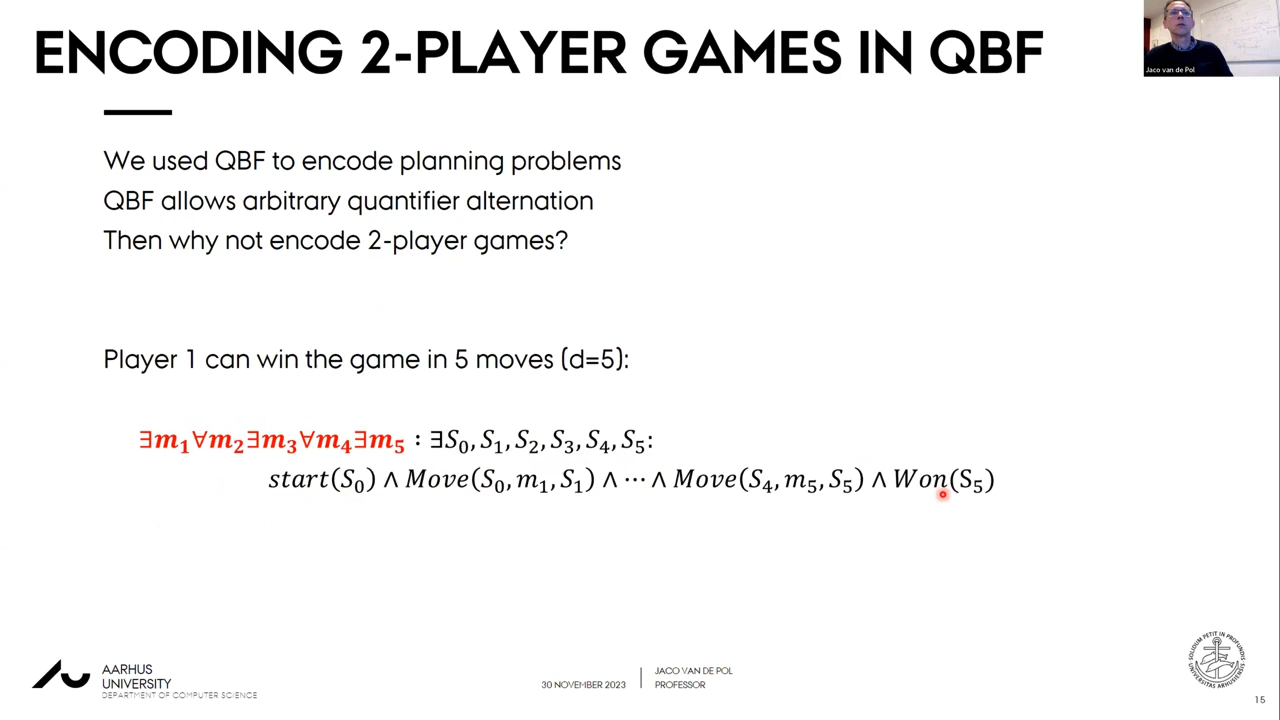 ENCODING 2-PLAYER GAMES IN QBF
Jaco van de Pol
We used QBF to encode planning problems
QBF allows arbitrary quantifier alternation
Then why not encode 2-player games?
Player 1 can win the game in 5 moves (d=5):
∃m₁∀m₂∃m₃∀m₄∃m₅ : ∃S₀, S₁, S₂, S₃, S₄, S₅:
start(S₀) ∧ Move(S₀, m₁, S₁) ∧ ⋯ ∧ Move(S₄, m₅, S₅) ∧ Won(S₅)
AARHUS
UNIVERSITY
DEPARTMENT OF COMPUTER SCIENCE
30 NOVEMBER 2023
JACO VAN DE POL
PROFESSOR
15